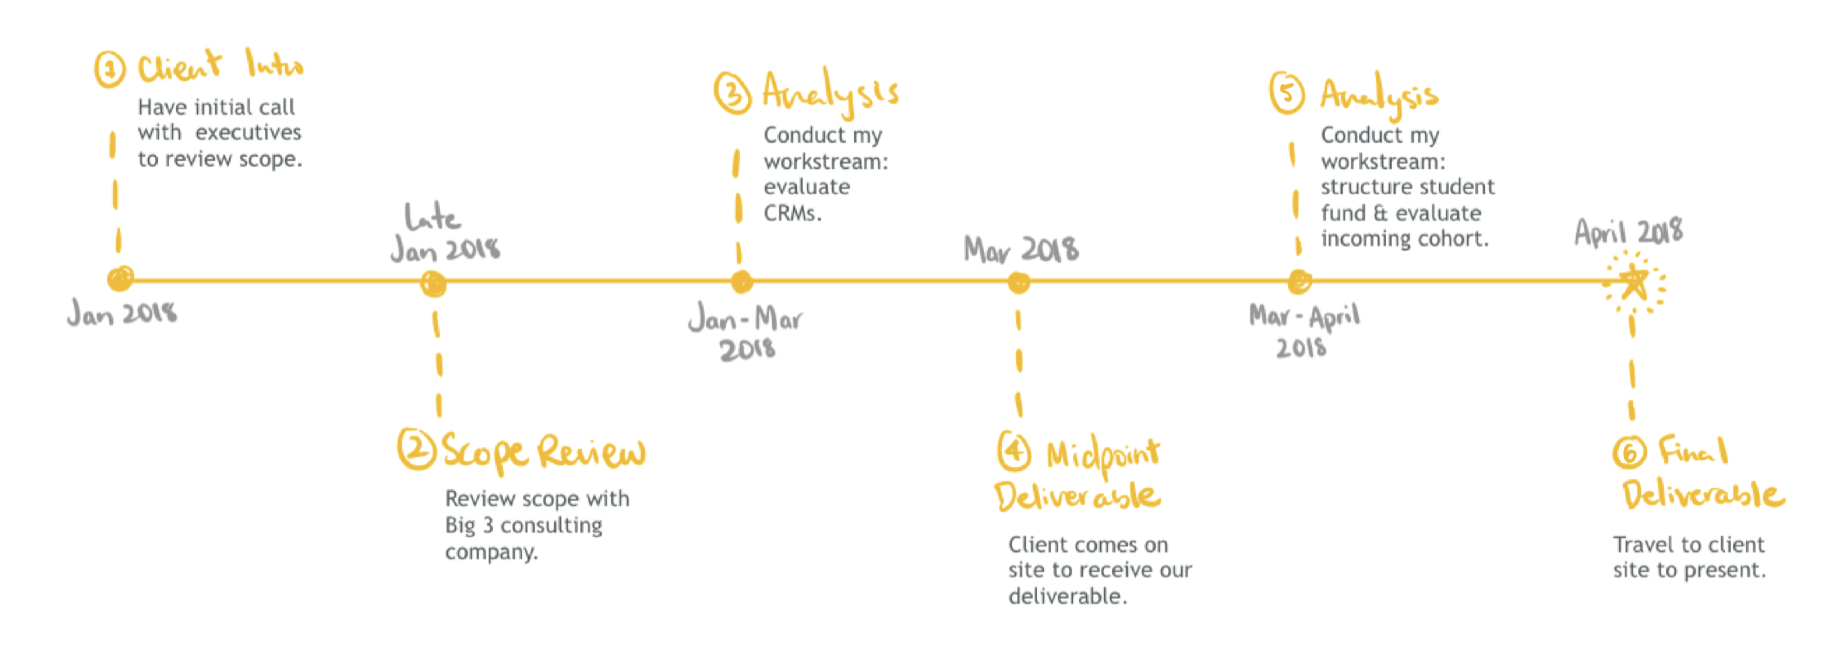 1 Client Intro
Have initial call
with executives
to review scope.
Jan 2018
Late
Jan 2018
2 Scope Review
Review scope with
Big 3 consulting
company.
3 Analysis
Conduct my
workstream:
evaluate
CRMs.
Jan-Mar
2018
Mar 2018
4 Midpoint
Deliverable
Client comes on
site to receive our
deliverable.
5 Analysis
Conduct my
workstream:
structure student
fund & evaluate
incoming cohort.
Mar-April
2018
April 2018
6 Final
Deliverable
Travel to client
site to present.